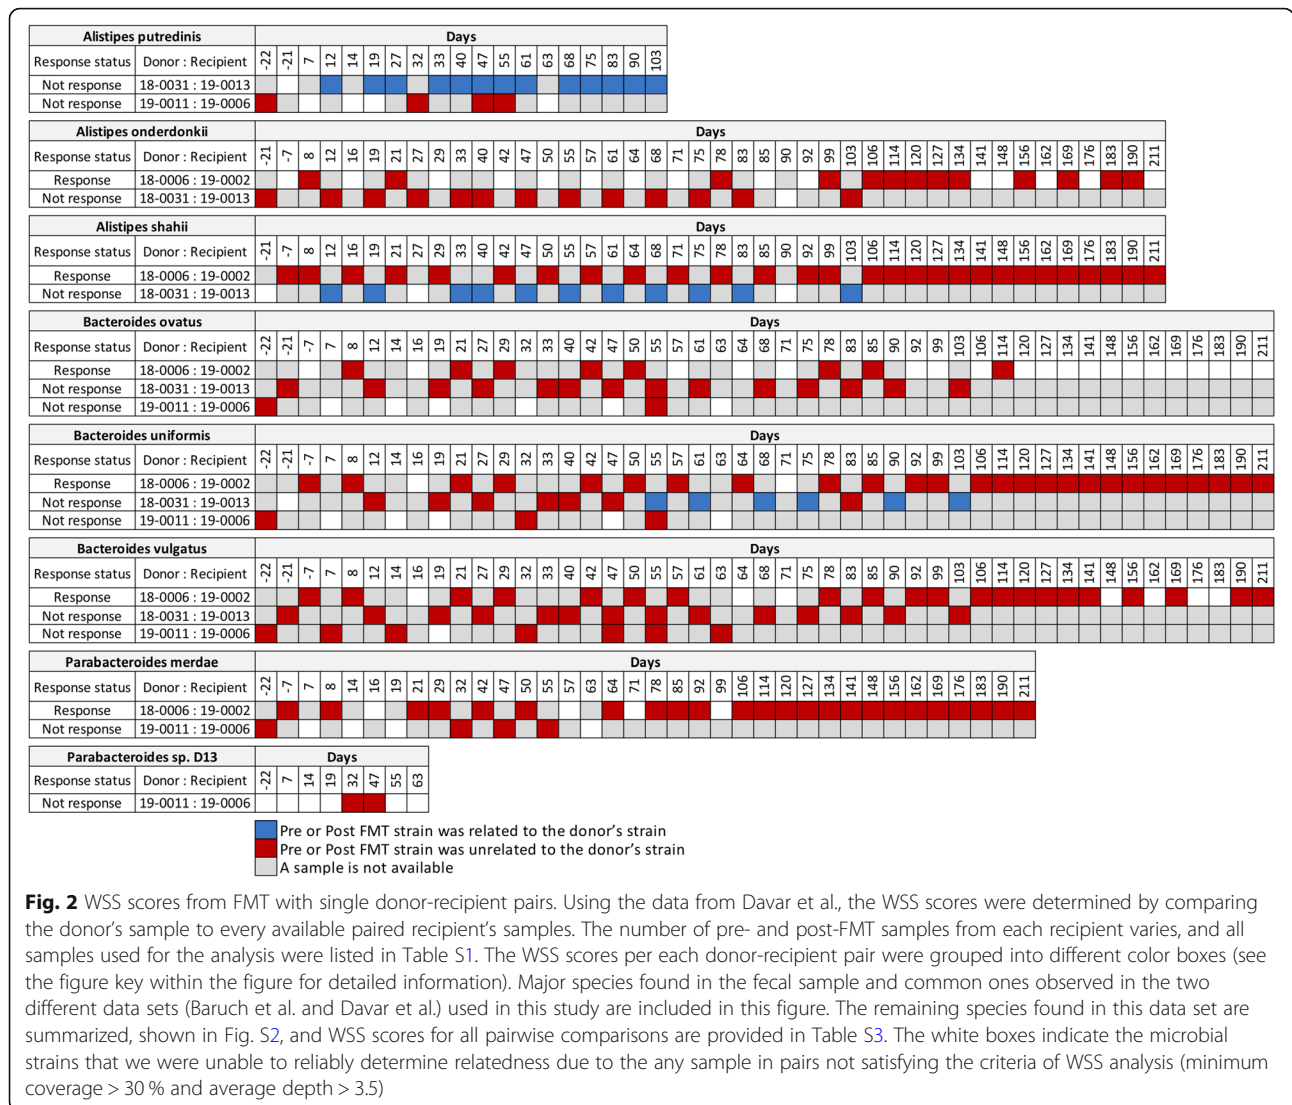 Alistipes putredinis Days
Response status Donor : Recipient -22 -21 7 12 14 19 27 32 33 40 47 55 61 63 68 75 83 90 103
Not response 18-0031 : 19-0013
Not response 19-0011 : 19-0006
Alistipes onderdonkii Days
Response status Donor : Recipient -21 -7 8 12 16 19 21 27 29 33 40 42 47 50 55 57 61 64 68 71 75 78 83 85 90 92 99 103 106 114 120 127 134 141 148 156 162 169 176 183 190 211
Response 18-0006 : 19-0002
Not response 18-0031 : 19-0013
Alistipes shahii Days
Response status Donor : Recipient -21 -7 8 12 16 19 21 27 29 33 40 42 47 50 55 57 61 64 68 71 75 78 83 85 90 92 99 103 106 114 120 127 134 141 148 156 162 169 176 183 190 211
Response 18-0006 : 19-0002
Not response 18-0031 : 19-0013
Bacteroides ovatus Days
Response status Donor : Recipient -22 -21 -7 7 8 12 14 16 19 21 27 29 32 33 40 42 47 50 55 57 61 63 64 68 71 75 78 83 85 90 92 99 103 106 114 120 127 134 141 148 156 162 169 176 183 190 211
Response 18-0006 : 19-0002
Not response 18-0031 : 19-0013
Not response 19-0011 : 19-0006
Bacteroides uniformis Days
Response status Donor : Recipient -22 -21 -7 7 8 12 14 16 19 21 27 29 32 33 40 42 47 50 55 57 61 63 64 68 71 75 78 83 85 90 92 99 103 106 114 120 127 134 141 148 156 162 169 176 183 190 211
Response 18-0006 : 19-0002
Not response 18-0031 : 19-0013
Not response 19-0011 : 19-0006
Bacteroides vulgatus Days
Response status Donor : Recipient -22 -21 -7 7 8 12 14 16 19 21 27 29 32 33 40 42 47 50 55 57 61 63 64 68 71 75 78 83 85 90 92 99 103 106 114 120 127 134 141 148 156 162 169 176 183 190 211
Response 18-0006 : 19-0002
Not response 18-0031 : 19-0013
Not response 19-0011 : 19-0006
Parabacteroides merdae Days
Response status Donor : Recipient -22 -7 7 8 14 16 19 21 29 32 42 47 50 55 57 63 64 71 78 85 92 99 106 114 120 127 134 141 148 156 162 169 176 183 190 211
Response 18-0006 : 19-0002
Not response 19-0011 : 19-0006
Parabacteroides sp. D13 Days
Response status Donor : Recipient -22 7 14 19 32 47 55 63
Not response 19-0011 : 19-0006
Pre or Post FMT strain was related to the donor's strain
Pre or Post FMT strain was unrelated to the donor's strain
A sample is not available
Fig. 2 WSS scores from FMT with single donor-recipient pairs. Using the data from Davar et al., the WSS scores were determined by comparing
the donor's sample to every available paired recipient's samples. The number of pre- and post-FMT samples from each recipient varies, and all
samples used for the analysis were listed in Table S1. The WSS scores per each donor-recipient pair were grouped into different color boxes (see
the figure key within the figure for detailed information). Major species found in the fecal sample and common ones observed in the two
different data sets (Baruch et al. and Davar et al.) used in this study are included in this figure. The remaining species found in this data set are
summarized, shown in Fig. S2, and WSS scores for all pairwise comparisons are provided in Table S3. The white boxes indicate the microbial
strains that we were unable to reliably determine relatedness due to the any sample in pairs not satisfying the criteria of WSS analysis (minimum
coverage > 30 % and average depth > 3.5)